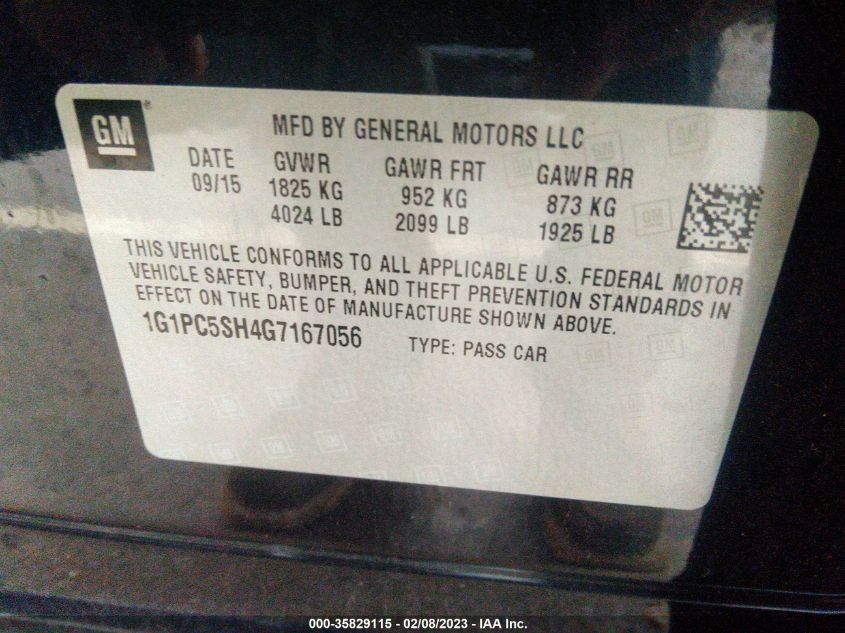 GM®
MFD BY GENERAL MOTORS LLC
DATE GVWR GAWR FRT GAWR RR
09/15 1825 KG 952 KG 873 KG
4024 LB 2099 LB 1925 LB
THIS VEHICLE CONFORMS TO ALL APPLICABLE U.S. FEDERAL MOTOR
VEHICLE SAFETY, BUMPER, AND THEFT PREVENTION STANDARDS IN
EFFECT ON THE DATE OF MANUFACTURE SHOWN ABOVE.
1G1PC5SH4G7167056 TYPE: PASS CAR
000-35829115 - 02/08/2023 - IAA Inc.